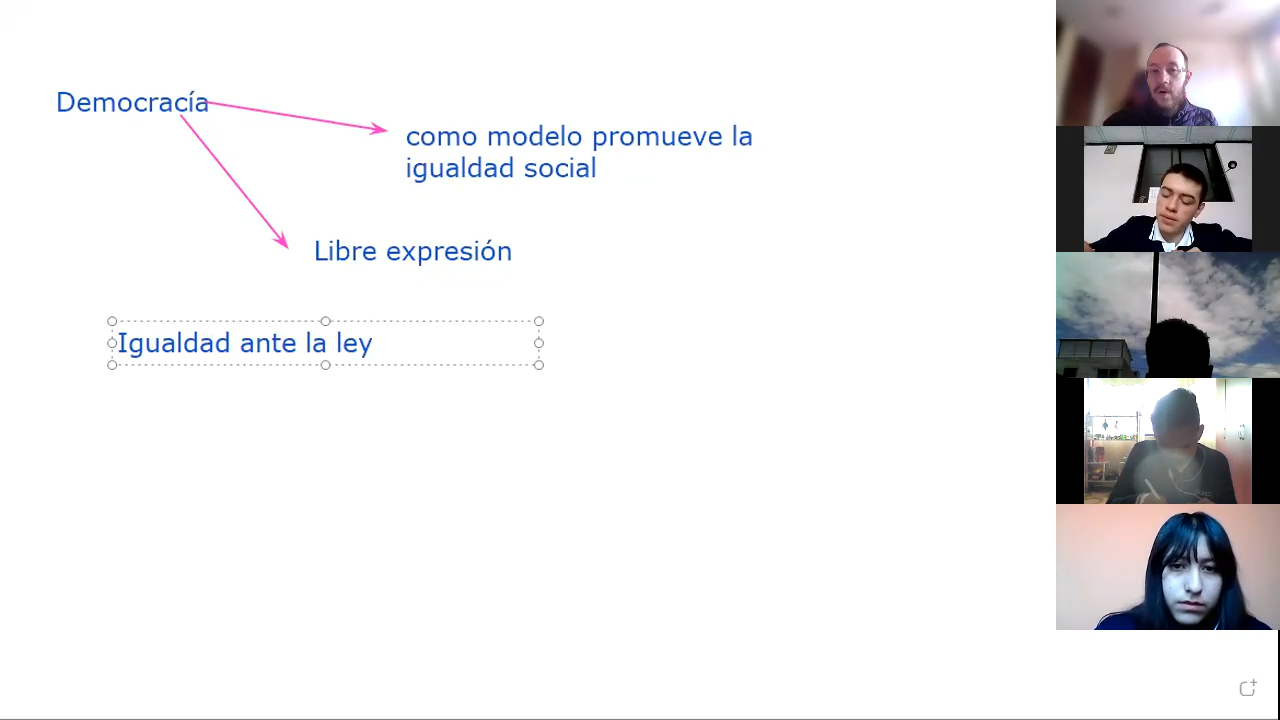 Democracía
como modelo promueve la
igualdad social
Libre expresión
Igualdad ante la ley